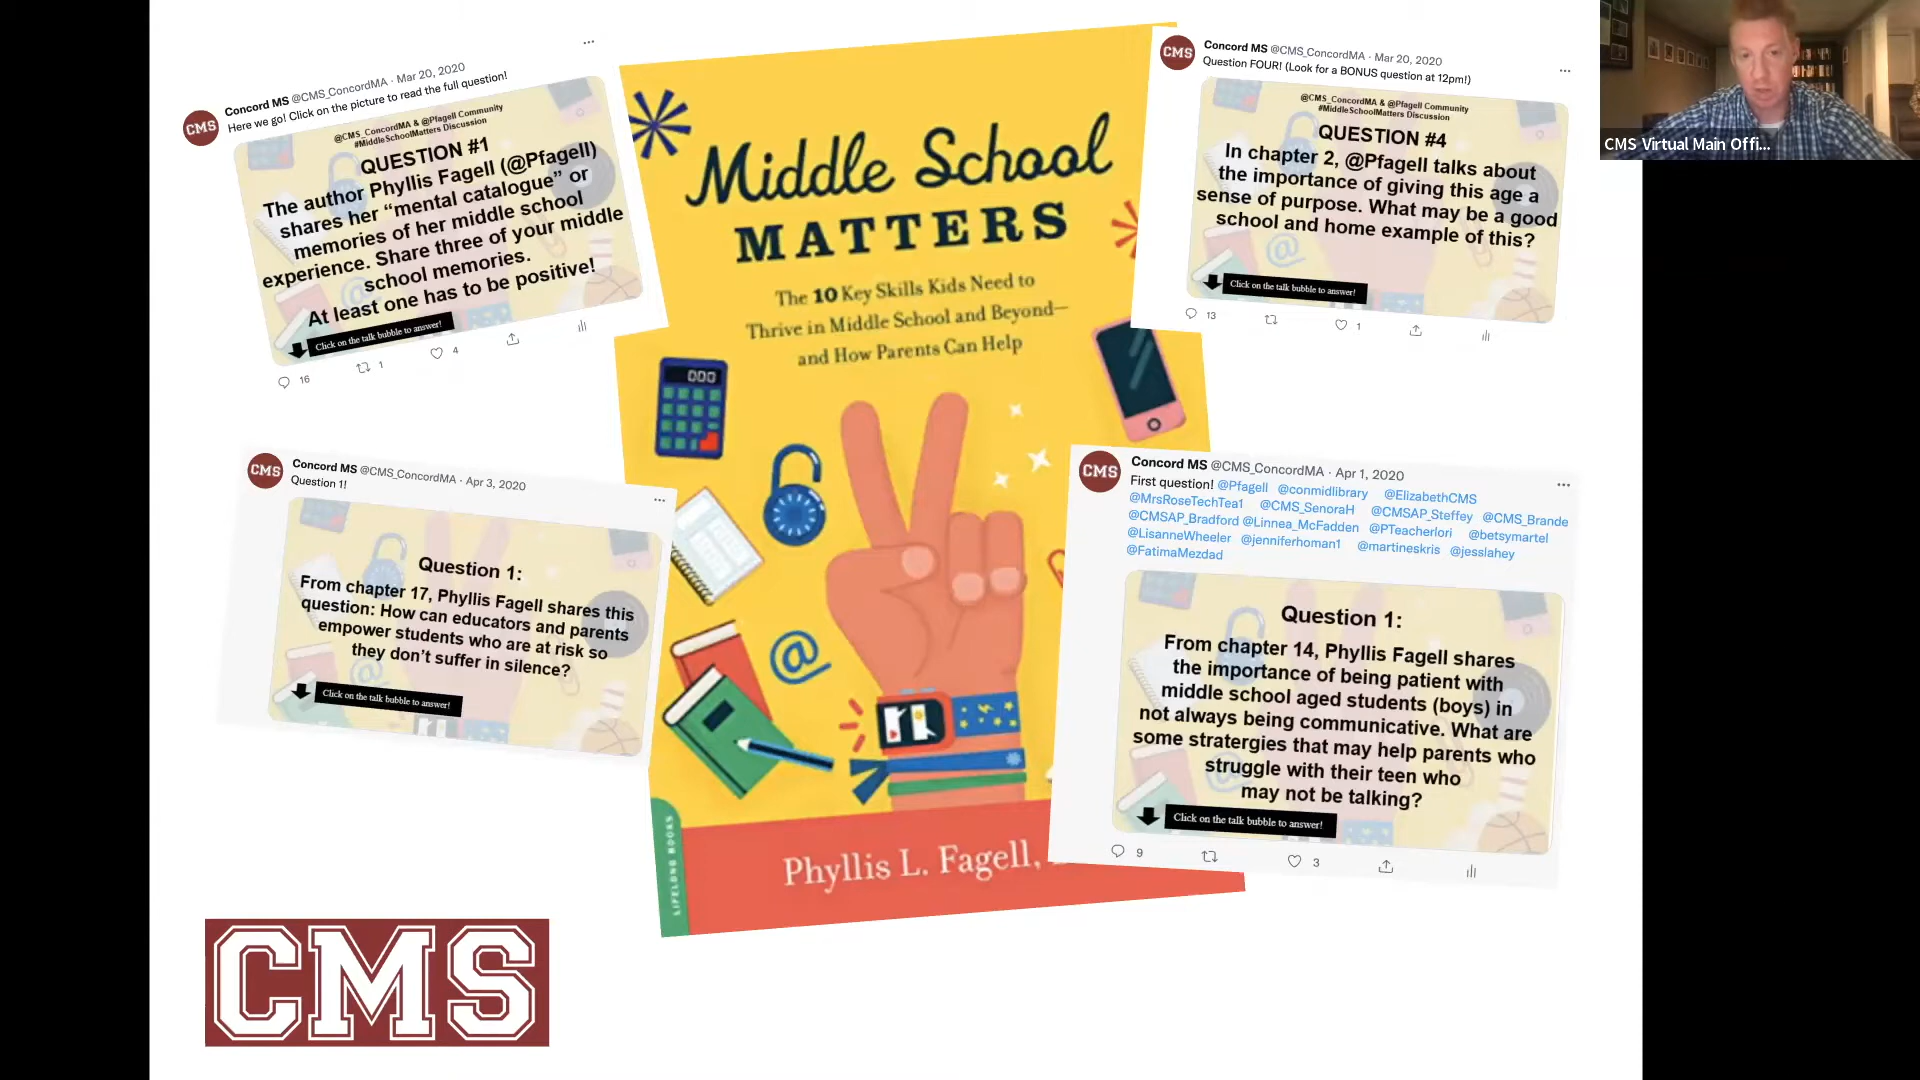 Concord MS @CMS_ConcordMA · Mar 20, 2020
Here we go! Click on the picture to read the full question!
CMS
@CMS_ConcordMA & @Pfagell Community
#MiddleSchoolMatters Discussion
QUESTION #1
The author Phyllis Fagell (@Pfagell)
shares her “mental catalogue” or
memories of her middle school
experience. Share three of your middle
school memories.
At least one has to be positive!
Click on the talk bubble to answer!
16 1 4
Middle School
MATTERS
The 10 Key Skills Kids Need to
Thrive in Middle School and Beyond—
and How Parents Can Help
000
@
LIFELONG BOOKS
Phyllis L. Fagell,
CMS
Concord MS @CMS_ConcordMA · Mar 20, 2020
Question FOUR! (Look for a BONUS question at 12pm!)
@CMS_ConcordMA & @Pfagell Community
#MiddleSchoolMatters Discussion
QUESTION #4
In chapter 2, @Pfagell talks about
the importance of giving this age a
sense of purpose. What may be a good
school and home example of this?
@
Click on the talk bubble to answer!
13 1
CMS Virtual Main Offi...
CMS
Concord MS @CMS_ConcordMA · Apr 3, 2020
Question 1!
Question 1:
From chapter 17, Phyllis Fagell shares this
question: How can educators and parents
empower students who are at risk so
they don’t suffer in silence?
Click on the talk bubble to answer!
CMS
Concord MS @CMS_ConcordMA · Apr 1, 2020
First question! @Pfagell @conmidlibrary @ElizabethCMS
@MrsRoseTechTea1 @CMS_SenoraH @CMSAP_Steffey @CMS_Brande
@CMSAP_Bradford @Linnea_McFadden @PTeacherlori @betsymartel
@LisanneWheeler @jenniferhoman1 @martineskris @jesslahey
@FatimaMezdad
Question 1:
From chapter 14, Phyllis Fagell shares
the importance of being patient with
middle school aged students (boys) in
not always being communicative. What are
some stratergies that may help parents who
struggle with their teen who
may not be talking?
Click on the talk bubble to answer!
9 3
CMS